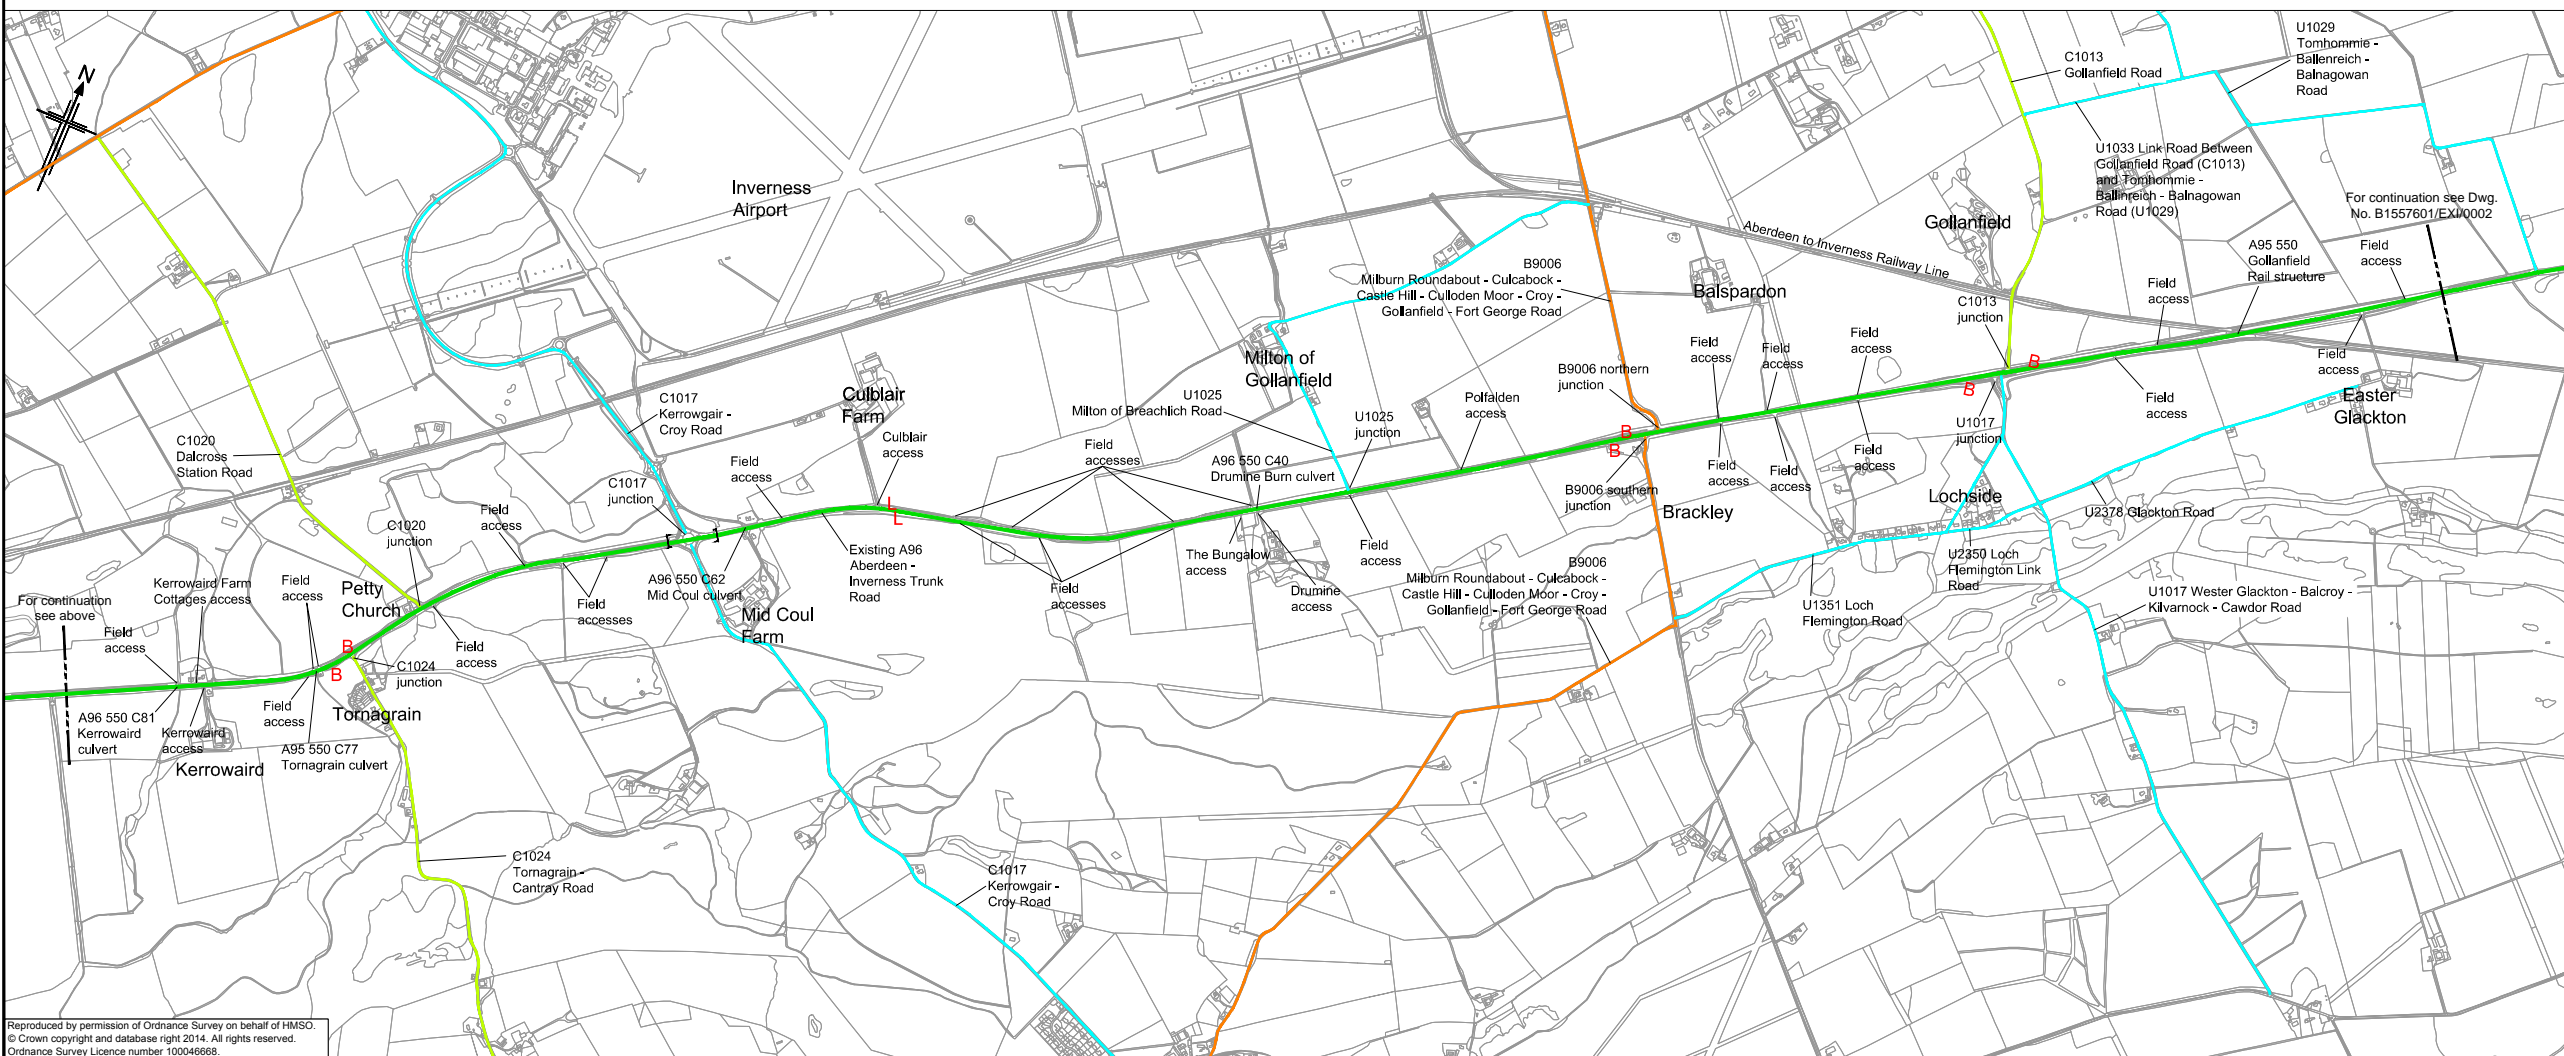 N
Inverness
Airport
C1013
Gollanfield Road
U1029
Tomhommie -
Ballenreich -
Balnagowan
Road
U1033 Link Road Between
Gollanfield Road (C1013)
and Tomhommie -
Ballinreich - Balnagowan
Road (U1029)
For continuation see Dwg.
No. B1557601/EXI/0002
Gollanfield
Aberdeen to Inverness Railway Line
A95 550
Gollanfield
Rail structure
Field
access
Field
access
C1013
junction
B9006
Milburn Roundabout - Culcabock -
Castle Hill - Culloden Moor - Croy -
Gollanfield - Fort George Road
Balspardon
Field
access
Field
access
Field
access
B
B
Field
access
Easter
Glackton
Field
access
Milton of
Gollanfield
B9006 northern
junction
Polfalden
access
U1025
Milton of Breachlich Road
U1025
junction
Culblair
Farm
Culblair
access
C1017
Kerrowgair -
Croy Road
C1020
Dalcross
Station Road
Field
accesses
A96 550 C40
Drumine Burn culvert
B
B
Field
access
Field
access
Field
access
U1017
junction
Field
access
C1017
junction
L
L
B9006 southern
junction
Brackley
Lochside
U2378 Glackton Road
C1020
junction
Field
access
[
]
Existing A96
Aberdeen -
Inverness Trunk
Road
The Bungalow
access
Field
access
U2350 Loch
Flemington Link
Road
Kerrowaird Farm
Cottages access
Field
access
Petty
Church
Field
accesses
A96 550 C62
Mid Coul culvert
Mid Coul
Farm
Field
accesses
Drumine
access
B9006
Milburn Roundabout - Culcabock -
Castle Hill - Culloden Moor - Croy -
Gollanfield - Fort George Road
U1351 Loch
Flemington Road
U1017 Wester Glackton - Balcroy -
Kilvarnock - Cawdor Road
For continuation
see above
Field
access
B
B
Field
access
C1024
junction
A96 550 C81
Kerrowaird
culvert
Kerrowaird
access
Field
access
Tornagrain
A95 550 C77
Tornagrain culvert
Kerrowaird
C1024
Tornagrain -
Cantray Road
C1017
Kerrowgair -
Croy Road
Reproduced by permission of Ordnance Survey on behalf of HMSO.
© Crown copyright and database right 2014. All rights reserved.
Ordnance Survey Licence number 100046668.